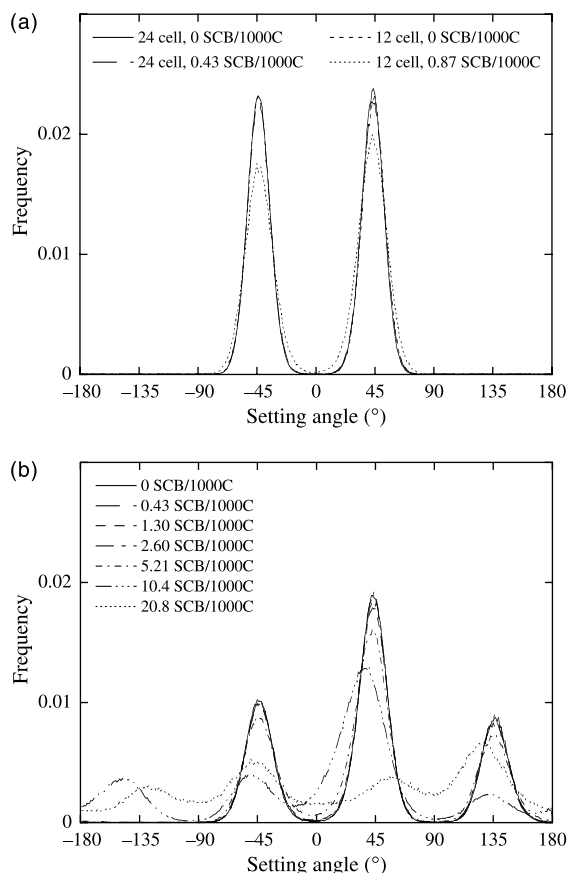 (a)
24 cell, 0 SCB/1000C
12 cell, 0 SCB/1000C
24 cell, 0.43 SCB/1000C
12 cell, 0.87 SCB/1000C
Frequency
0.02
0.01
0
–180 –135 –90 –45 0 45 90 135 180
Setting angle (°)
(b)
0 SCB/1000C
0.43 SCB/1000C
1.30 SCB/1000C
2.60 SCB/1000C
5.21 SCB/1000C
10.4 SCB/1000C
20.8 SCB/1000C
Frequency
0.02
0.01
0
–180 –135 –90 –45 0 45 90 135 180
Setting angle (°)